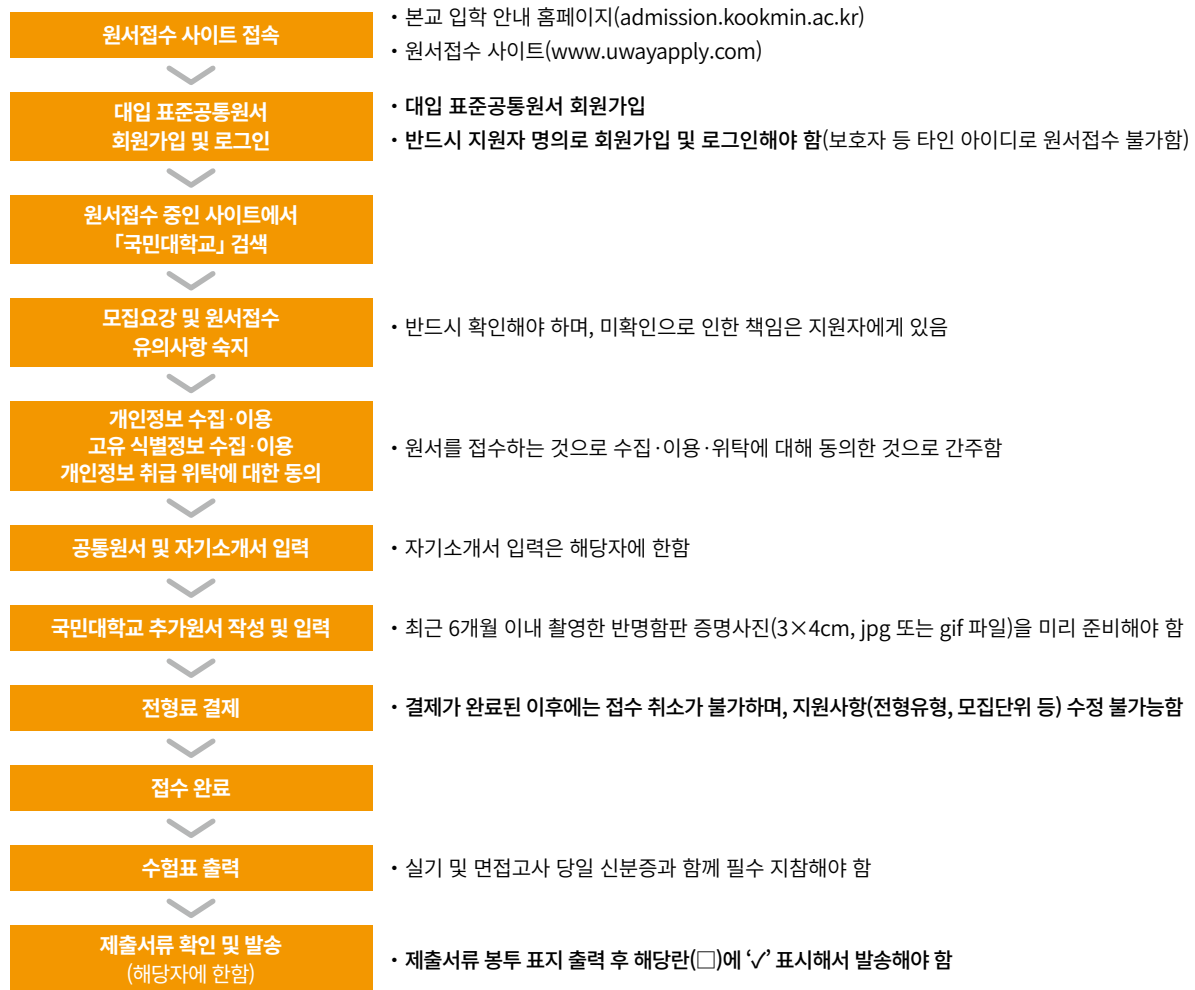 원서접수 사이트 접속
• 본교 입학 안내 홈페이지(admission.kookmin.ac.kr)
• 원서접수 사이트(www.uwayapply.com)
대입 표준공통원서
회원가입 및 로그인
• 대입 표준공통원서 회원가입
• 반드시 지원자 명의로 회원가입 및 로그인해야 함(보호자 등 타인 아이디로 원서접수 불가함)
원서접수 중인 사이트에서
「국민대학교」 검색
모집요강 및 원서접수
유의사항 숙지
• 반드시 확인해야 하며, 미확인으로 인한 책임은 지원자에게 있음
개인정보 수집·이용
고유 식별정보 수집·이용
개인정보 취급 위탁에 대한 동의
• 원서를 접수하는 것으로 수집·이용·위탁에 대해 동의한 것으로 간주함
공통원서 및 자기소개서 입력
• 자기소개서 입력은 해당자에 한함
국민대학교 추가원서 작성 및 입력
• 최근 6개월 이내 촬영한 반명함판 증명사진(3×4cm, jpg 또는 gif 파일)을 미리 준비해야 함
전형료 결제
• 결제가 완료된 이후에는 접수 취소가 불가하며, 지원사항(전형유형, 모집단위 등) 수정 불가능함
접수 완료
수험표 출력
• 실기 및 면접고사 당일 신분증과 함께 필수 지참해야 함
제출서류 확인 및 발송
(해당자에 한함)
• 제출서류 봉투 표지 출력 후 해당란(□)에 ‘✓’ 표시해서 발송해야 함